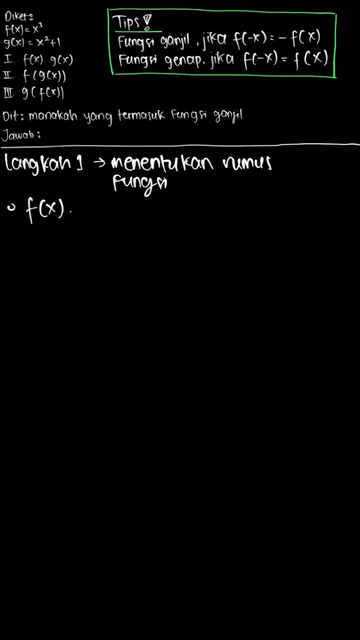 Diket:
f(x) = x³
g(x) = x²+1
I f(x) g(x)
II f(g(x))
III g(f(x))
Tips!
Fungsi ganjil, jika f(-x) = - f(x)
Fungsi genap, jika f(-x) = f(x)
Dit: manakah yang termasuk fungsi ganjil
Jawab:
Langkah 1 → menentukan rumus
fungsi
• f(x).